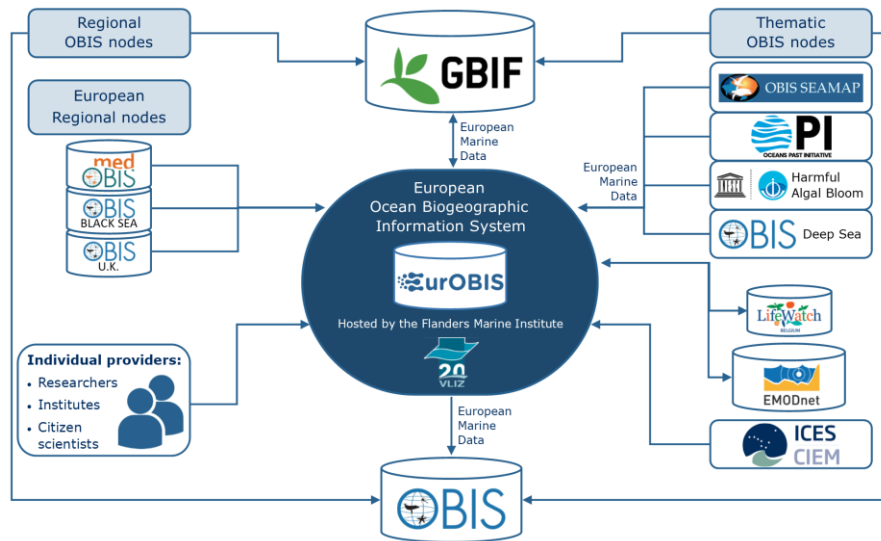 Regional
OBIS nodes
GBIF
Thematic
OBIS nodes
European
Regional nodes
med
OBIS
OBIS
BLACK SEA
OBIS
U.K.
European
Marine
Data
OBIS SEAMAP
PI
OCEANS PAST INITIATIVE
Harmful
Algal Bloom
OBIS Deep Sea
European
Marine
Data
European
Ocean Biogeographic
Information System
EurOBIS
Hosted by the Flanders Marine Institute
20
VLIZ
LifeWatch
BELGIUM
EMODnet
ICES
CIEM
Individual providers:
• Researchers
• Institutes
• Citizen
scientists
European
Marine
Data
OBIS